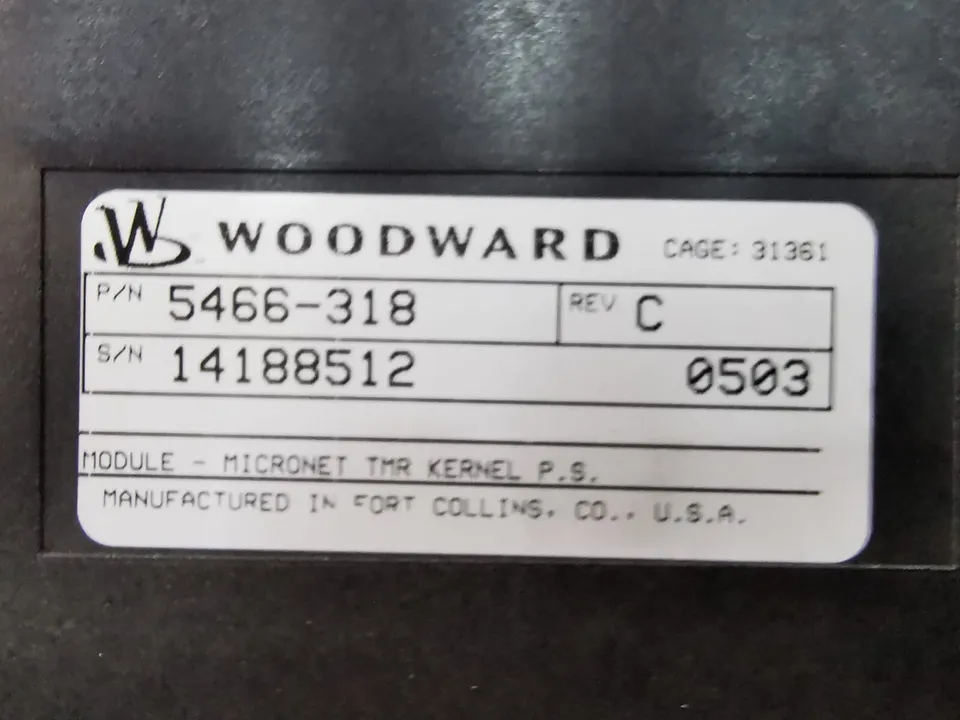 W WOODWARD CAGE: 31361
P/N 5466-318 REV C
S/N 14188512 0503
MODULE - MICRONET TMR KERNEL P.S.
MANUFACTURED IN FORT COLLINS, CO., U.S.A.